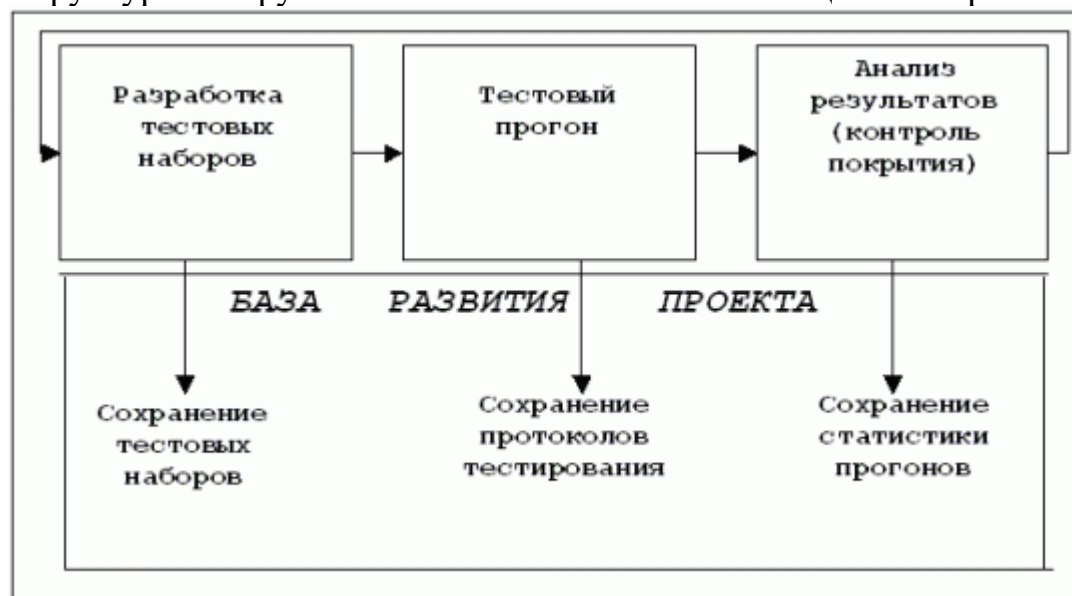 Разработка
тестовых
наборов
Тестовый
прогон
Анализ
результатов
(контроль
покрытия)
БАЗА РАЗВИТИЯ ПРОЕКТА
Сохранение
тестовых
наборов
Сохранение
протоколов
тестирования
Сохранение
статистики
прогонов